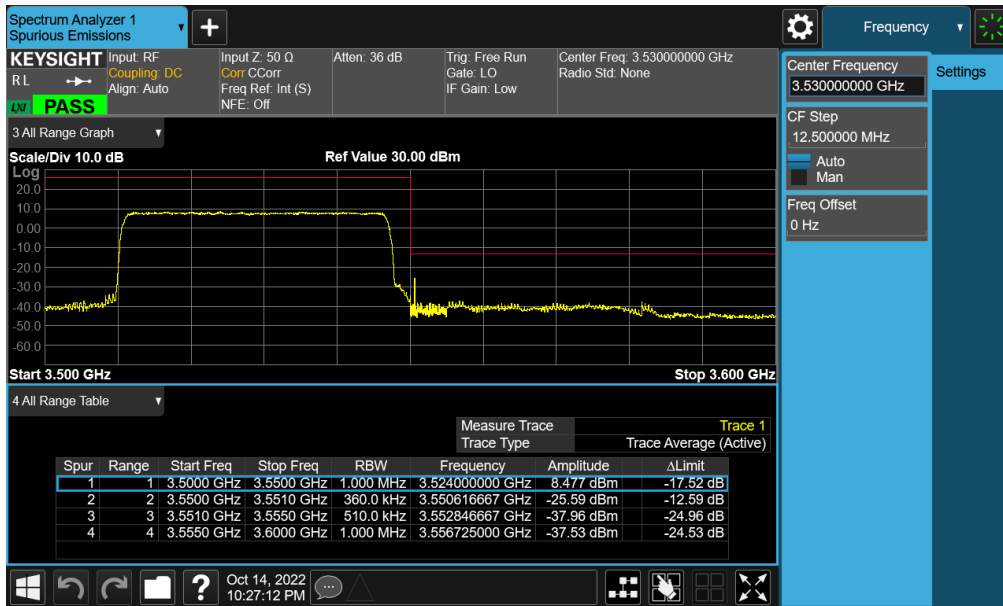 Spectrum Analyzer 1
Spurious Emissions
Frequency
KEYSIGHT
R L
LXI
PASS
Input: RF
Coupling: DC
Align: Auto
Input Z: 50 Ω
Corr CCorr
Freq Ref: Int (S)
NFE: Off
Atten: 36 dB
Trig: Free Run
Gate: LO
IF Gain: Low
Center Freq: 3.530000000 GHz
Radio Std: None
Center Frequency
3.530000000 GHz
Settings
CF Step
12.500000 MHz
Auto
Man
Freq Offset
0 Hz
3 All Range Graph
Scale/Div 10.0 dB
Ref Value 30.00 dBm
Log
20.0
10.0
0.00
-10.0
-20.0
-30.0
-40.0
-50.0
-60.0
Start 3.500 GHz
Stop 3.600 GHz
4 All Range Table
Measure Trace Trace 1
Trace Type Trace Average (Active)
Spur Range Start Freq Stop Freq RBW Frequency Amplitude ΔLimit
1 1 3.5000 GHz 3.5500 GHz 1.000 MHz 3.524000000 GHz 8.477 dBm -17.52 dB
2 2 3.5500 GHz 3.5510 GHz 360.0 kHz 3.550616667 GHz -25.59 dBm -12.59 dB
3 3 3.5510 GHz 3.5550 GHz 510.0 kHz 3.552846667 GHz -37.96 dBm -24.96 dB
4 4 3.5550 GHz 3.6000 GHz 1.000 MHz 3.556725000 GHz -37.53 dBm -24.53 dB
Oct 14, 2022
10:27:12 PM